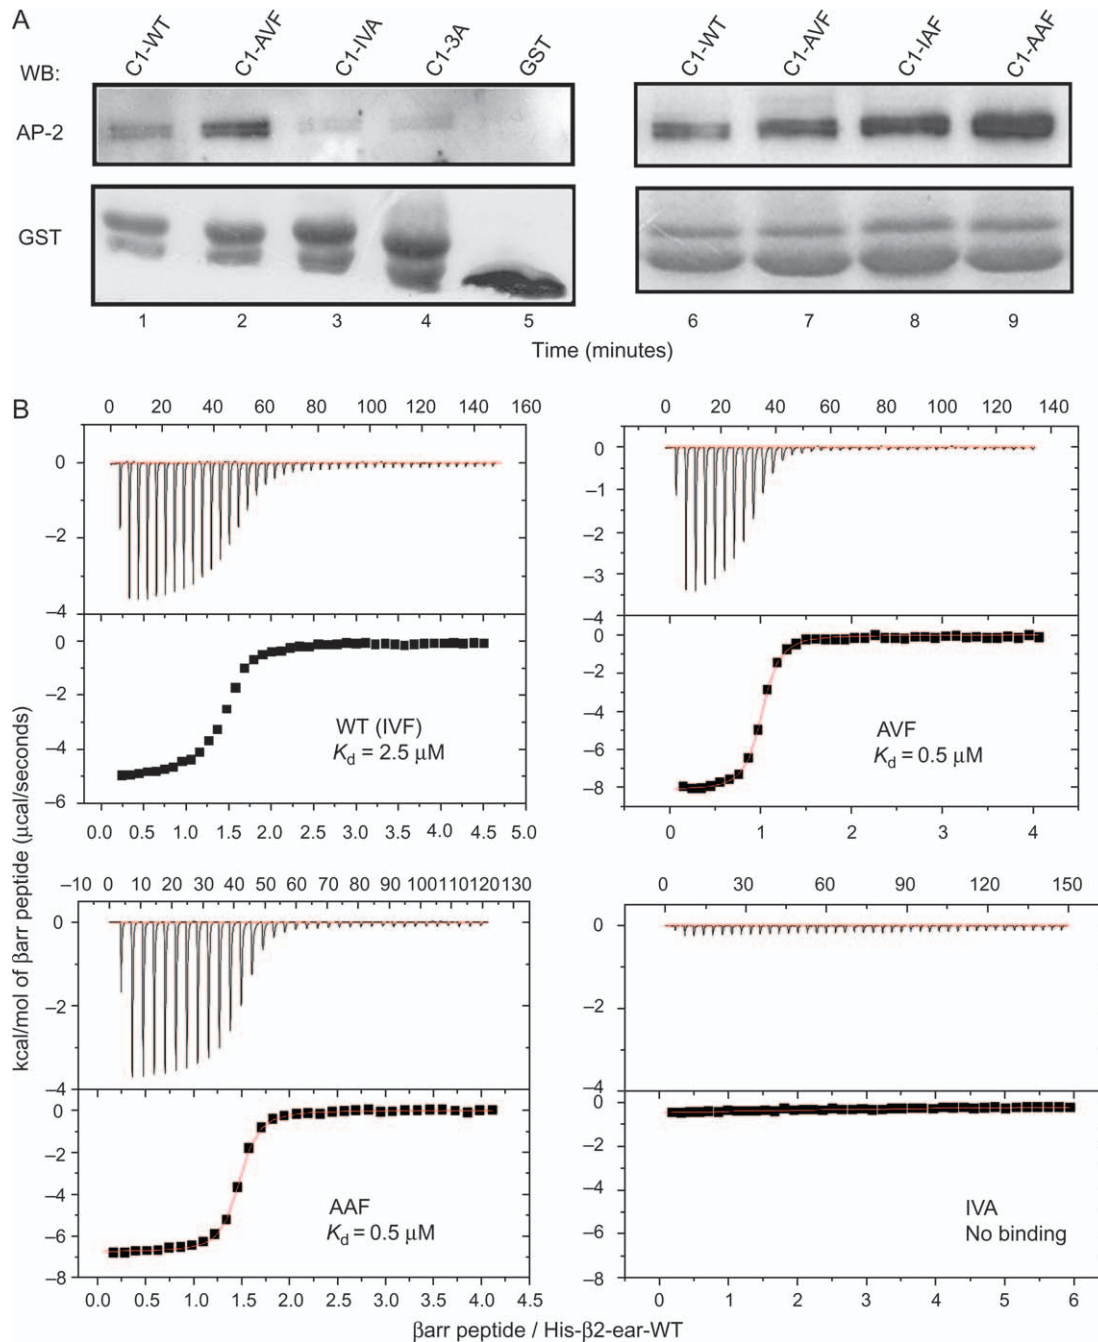 A
WB:
C1-WT C1-AVF C1-IVA C1-3A GST
C1-WT C1-AVF C1-IAF C1-AAF
AP-2
GST
1 2 3 4 5 6 7 8 9
Time (minutes)
B
0 20 40 60 80 100 120 140 160
0
−2
−4
0
−2
−4
−6
WT (IVF)
Kd = 2.5 μM
0.0 0.5 1.0 1.5 2.0 2.5 3.0 3.5 4.0 4.5 5.0
0 20 40 60 80 100 120 140
0
−1
−2
−3
−4
0
−2
−4
−6
−8
AVF
Kd = 0.5 μM
0 1 2 3 4
kcal/mol of βarr peptide (μcal/seconds)
−10 0 10 20 30 40 50 60 70 80 90 100 110 120 130
0
−2
−4
0
−2
−4
−6
−8
AAF
Kd = 0.5 μM
0.0 0.5 1.0 1.5 2.0 2.5 3.0 3.5 4.0 4.5
0 30 60 90 120 150
0
−2
−4
0
−2
−4
−6
−8
IVA
No binding
0 1 2 3 4 5 6
βarr peptide / His-β2-ear-WT